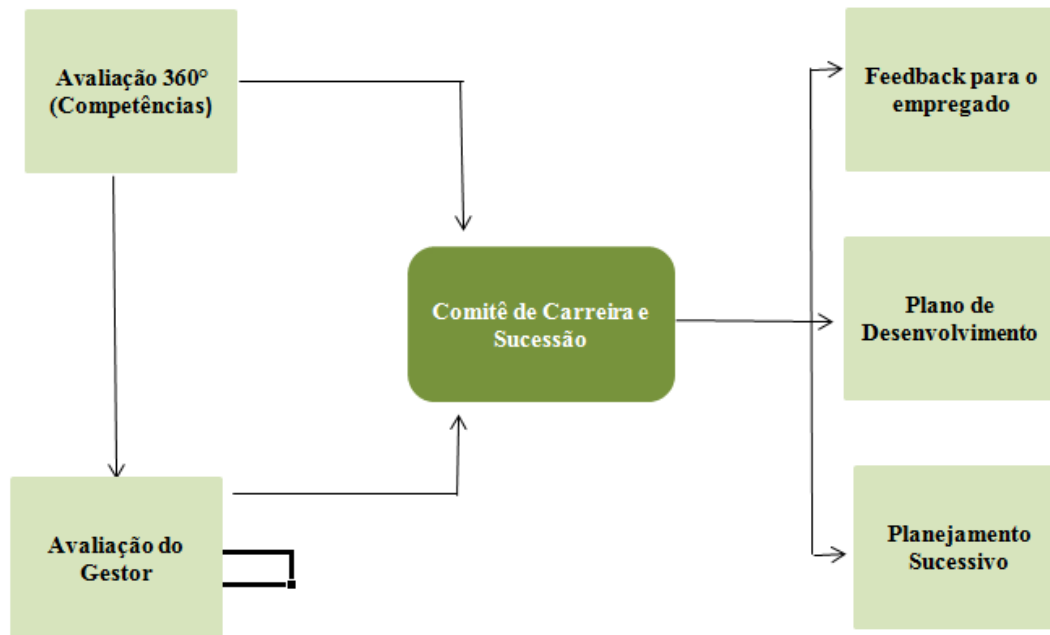 Avaliação 360°
(Competências)
Feedback para o
empregado
Comitê de Carreira e
Sucessão
Plano de
Desenvolvimento
Avaliação do
Gestor
Planejamento
Sucessivo